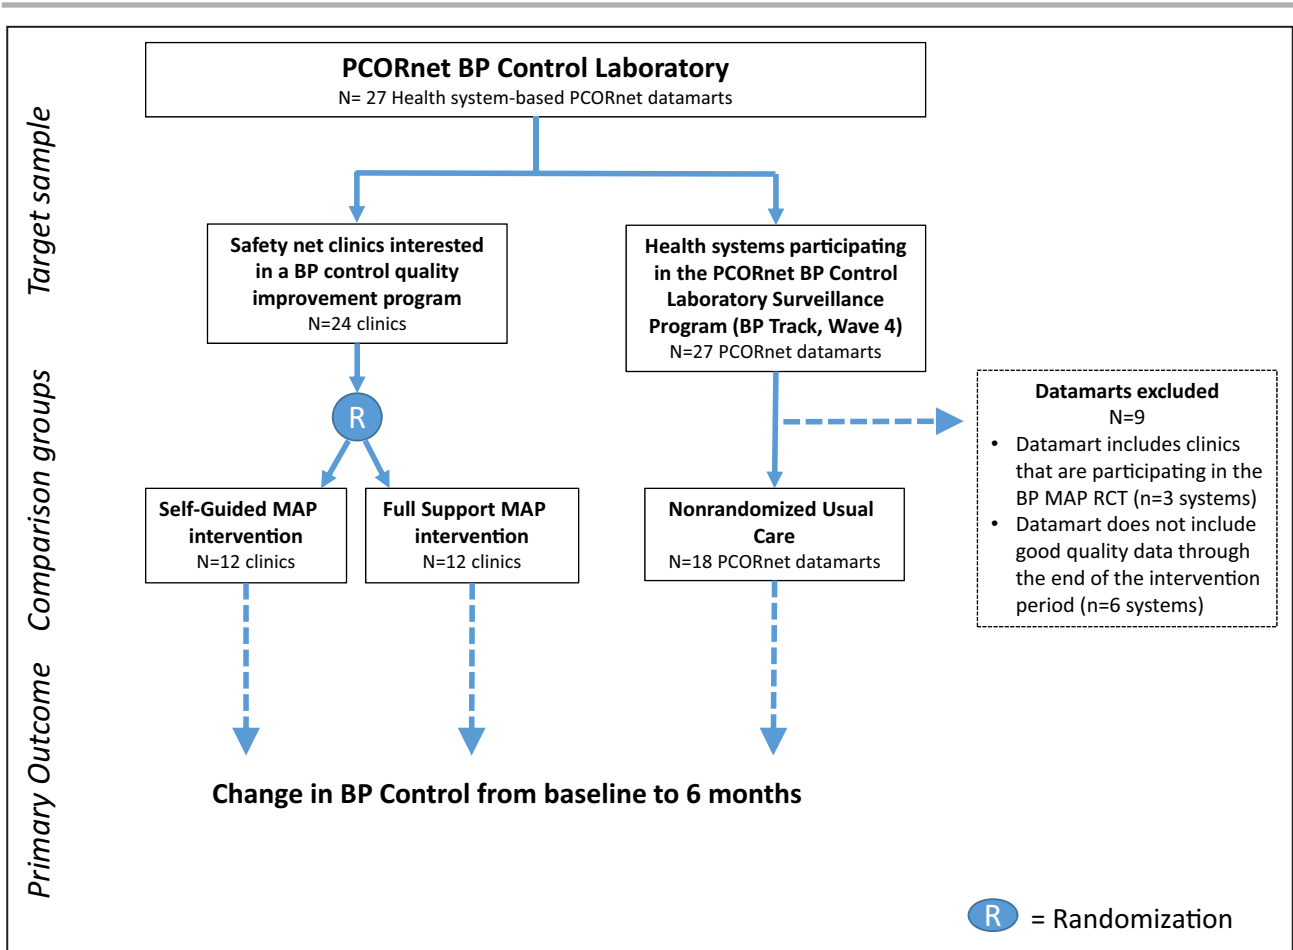 PCORnet BP Control Laboratory
N= 27 Health system-based PCORnet datamarts
Target sample
Safety net clinics interested
in a BP control quality
improvement program
N=24 clinics
Health systems participating
in the PCORnet BP Control
Laboratory Surveillance
Program (BP Track, Wave 4)
N=27 PCORnet datamarts
Comparison groups
R
Datamarts excluded
N=9
• Datamart includes clinics
that are participating in the
BP MAP RCT (n=3 systems)
• Datamart does not include
good quality data through
the end of the intervention
period (n=6 systems)
Self-Guided MAP
intervention
N=12 clinics
Full Support MAP
intervention
N=12 clinics
Nonrandomized Usual
Care
N=18 PCORnet datamarts
Primary Outcome
Change in BP Control from baseline to 6 months
R = Randomization